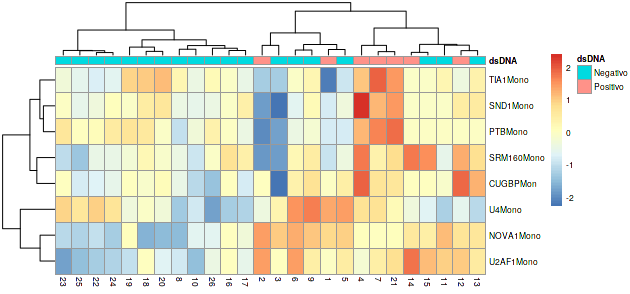 dsDNA
TIA1Mono
SND1Mono
PTBMono
SRM160Mono
CUGBPMono
U4Mono
NOVA1Mono
U2AF1Mono
23 25 22 24 19 18 20 8 10 26 16 17 2 3 6 9 1 5 4 7 21 14 15 11 12 13
2
1
0
-1
-2
dsDNA
Negativo
Positivo